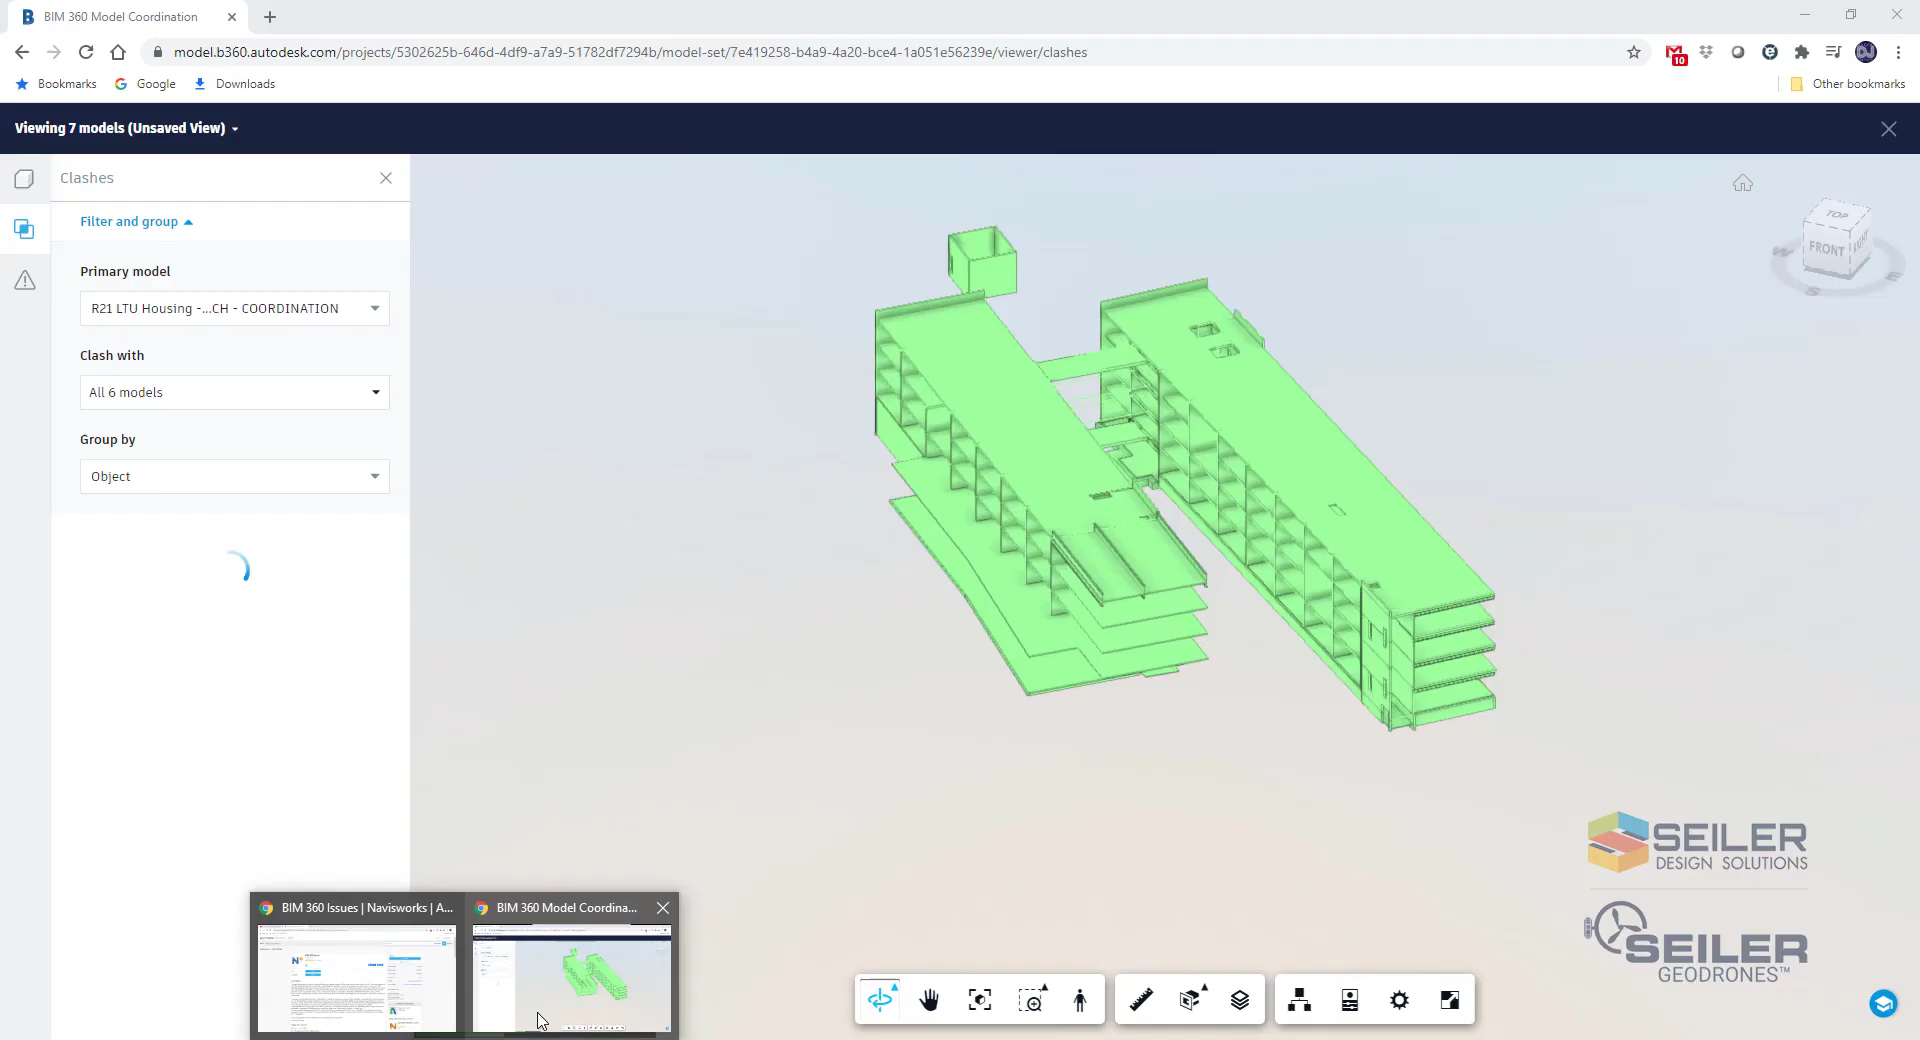 BIM 360 Model Coordination
model.b360.autodesk.com/projects/5302625b-646d-4df9-a7a9-51782df7294b/model-set/7e419258-b4a9-4a20-bce4-1a051e56239e/viewer/clashes
10
DJ
Bookmarks
Google
Downloads
Other bookmarks
Viewing 7 models (Unsaved View)
Clashes
Filter and group
Primary model
R21 LTU Housing -...CH - COORDINATION
Clash with
All 6 models
Group by
Object
TOP
FRONT
RIGHT
W
S
E
SEILER
DESIGN SOLUTIONS
SEILER
GEODRONES™
BIM 360 Issues | Navisworks | A...
BIM 360 Model Coordina...